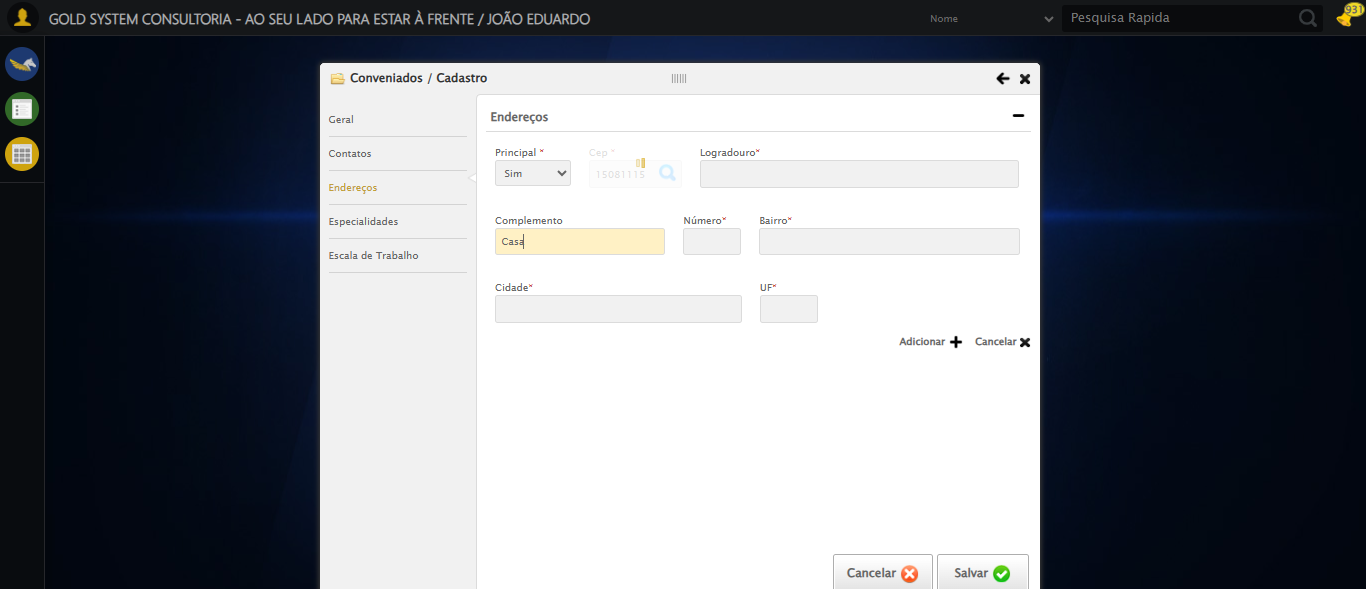 GOLD SYSTEM CONSULTORIA - AO SEU LADO PARA ESTAR À FRENTE / JOÃO EDUARDO
Nome
Pesquisa Rapida
931
Conveniados / Cadastro
Geral
Contatos
Endereços
Especialidades
Escala de Trabalho
Endereços
Principal *
Cep *
Logradouro*
Sim
15081115
Complemento
Número*
Bairro*
Casa
Cidade*
UF*
Adicionar
Cancelar
Cancelar
Salvar